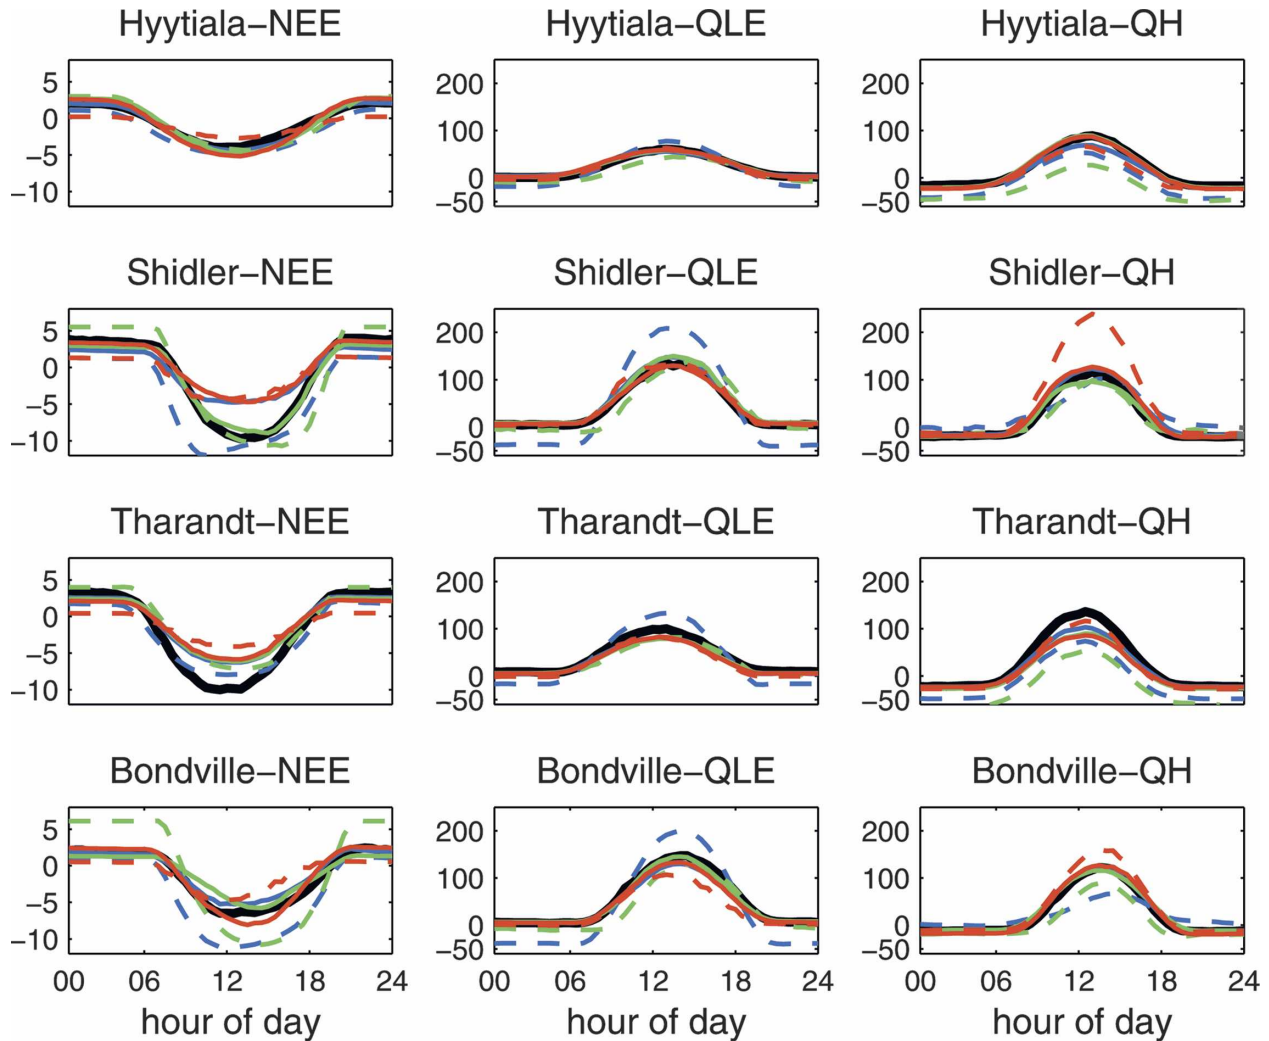 Hyytiala−NEE Hyytiala−QLE Hyytiala−QH
5 200 200
0 100 100
−5 0 0
−10 −50 −50
Shidler−NEE Shidler−QLE Shidler−QH
5 200 200
0 100 100
−5 0 0
−10 −50 −50
Tharandt−NEE Tharandt−QLE Tharandt−QH
5 200 200
0 100 100
−5 0 0
−10 −50 −50
Bondville−NEE Bondville−QLE Bondville−QH
5 200 200
0 100 100
−5 0 0
−10 −50 −50
00 06 12 18 24 00 06 12 18 24 00 06 12 18 24
hour of day hour of day hour of day